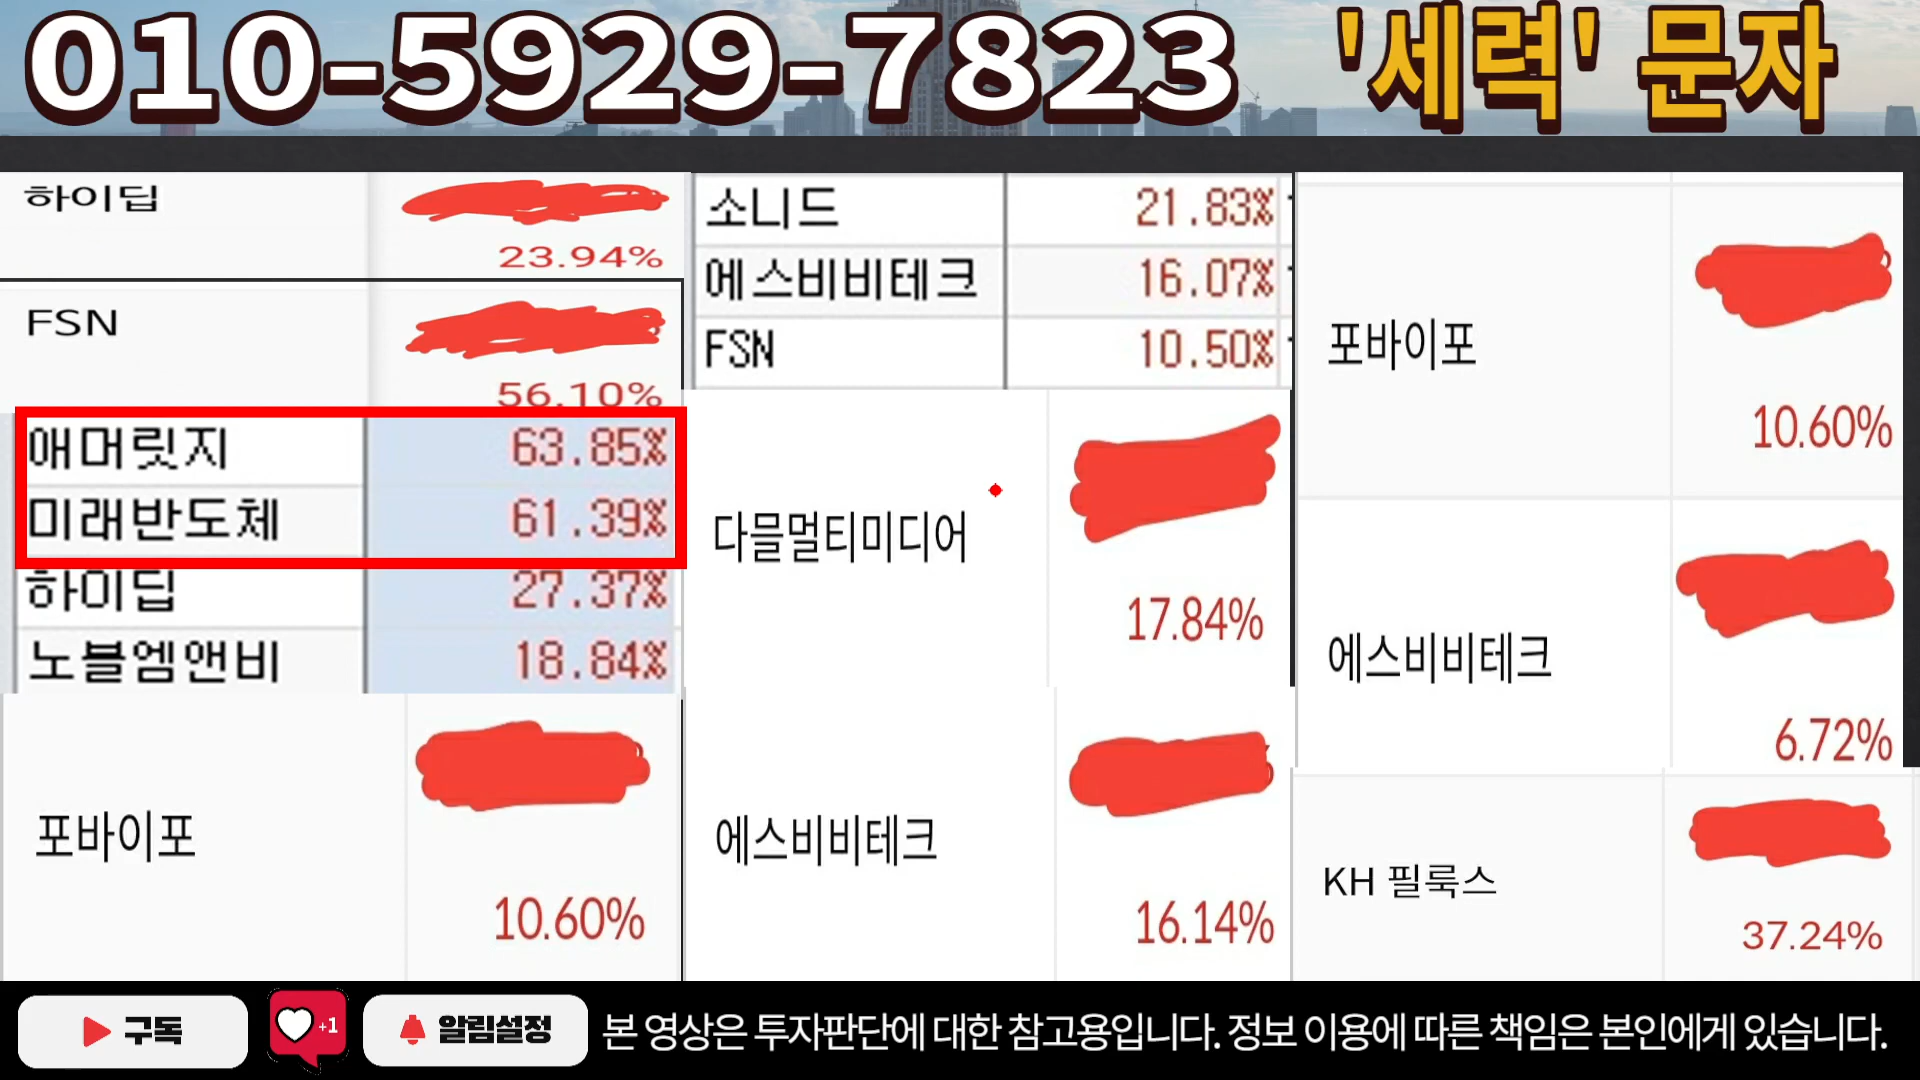 010-5929-7823 '세력' 문자
하이딥
23.94%
FSN
56.10%
애머릿지 63.85%
미래반도체 61.39%
하이딥 27.37%
노블엠앤비 18.84%
포바이포
10.60%
소니드 21.83%
에스비비테크 16.07%
FSN 10.50%
다믈멀티미디어
17.84%
에스비비테크
16.14%
포바이포
10.60%
에스비비테크
6.72%
KH 필룩스
37.24%
구독 +1 알림설정 본 영상은 투자판단에 대한 참고용입니다. 정보 이용에 따른 책임은 본인에게 있습니다.